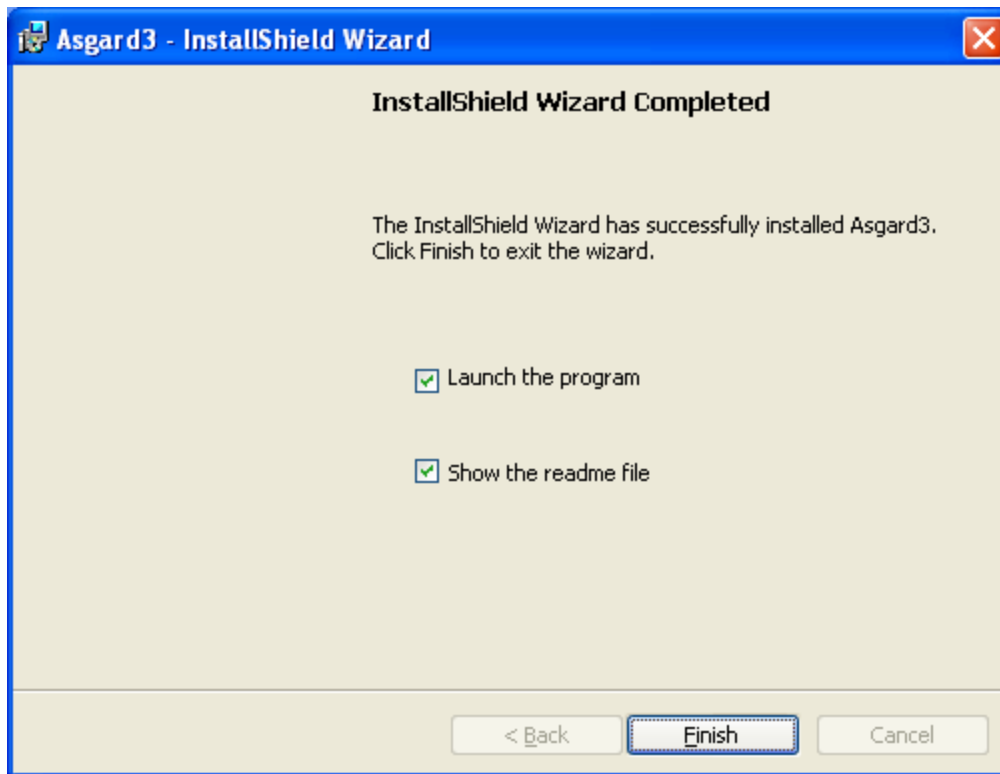 Asgard3 - InstallShield Wizard
InstallShield Wizard Completed
The InstallShield Wizard has successfully installed Asgard3.
Click Finish to exit the wizard.
Launch the program
Show the readme file
< Back Finish Cancel